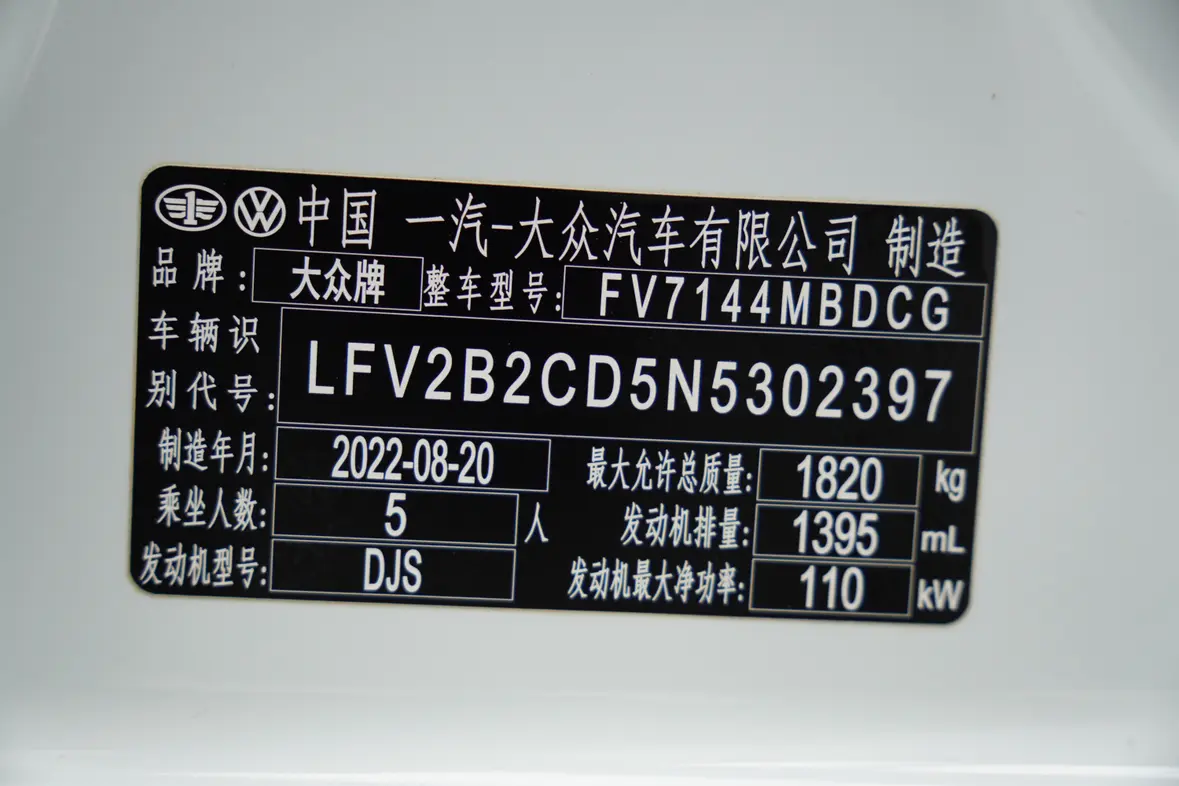 中国 一汽-大众汽车有限公司 制造
品牌: 大众牌 整车型号: FV7144MBDCG
车辆识别代号: LFV2B2CD5N5302397
制造年月: 2022-08-20 最大允许总质量: 1820 kg
乘坐人数: 5 人 发动机排量: 1395 mL
发动机型号: DJS 发动机最大净功率: 110 kW